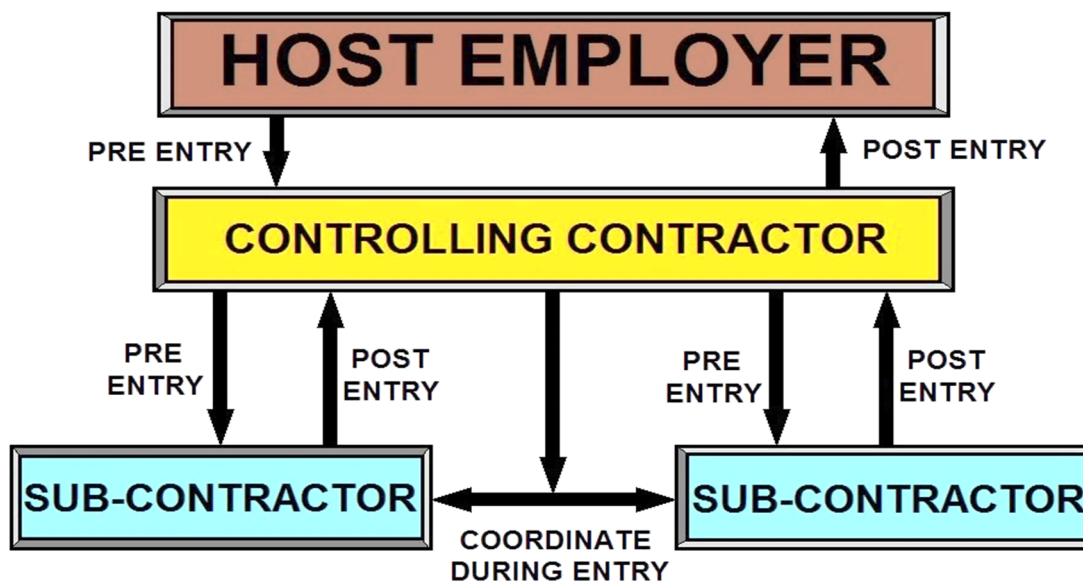 HOST EMPLOYER
PRE ENTRY
POST ENTRY
CONTROLLING CONTRACTOR
PRE
ENTRY
POST
ENTRY
PRE
ENTRY
POST
ENTRY
SUB-CONTRACTOR
SUB-CONTRACTOR
COORDINATE
DURING ENTRY